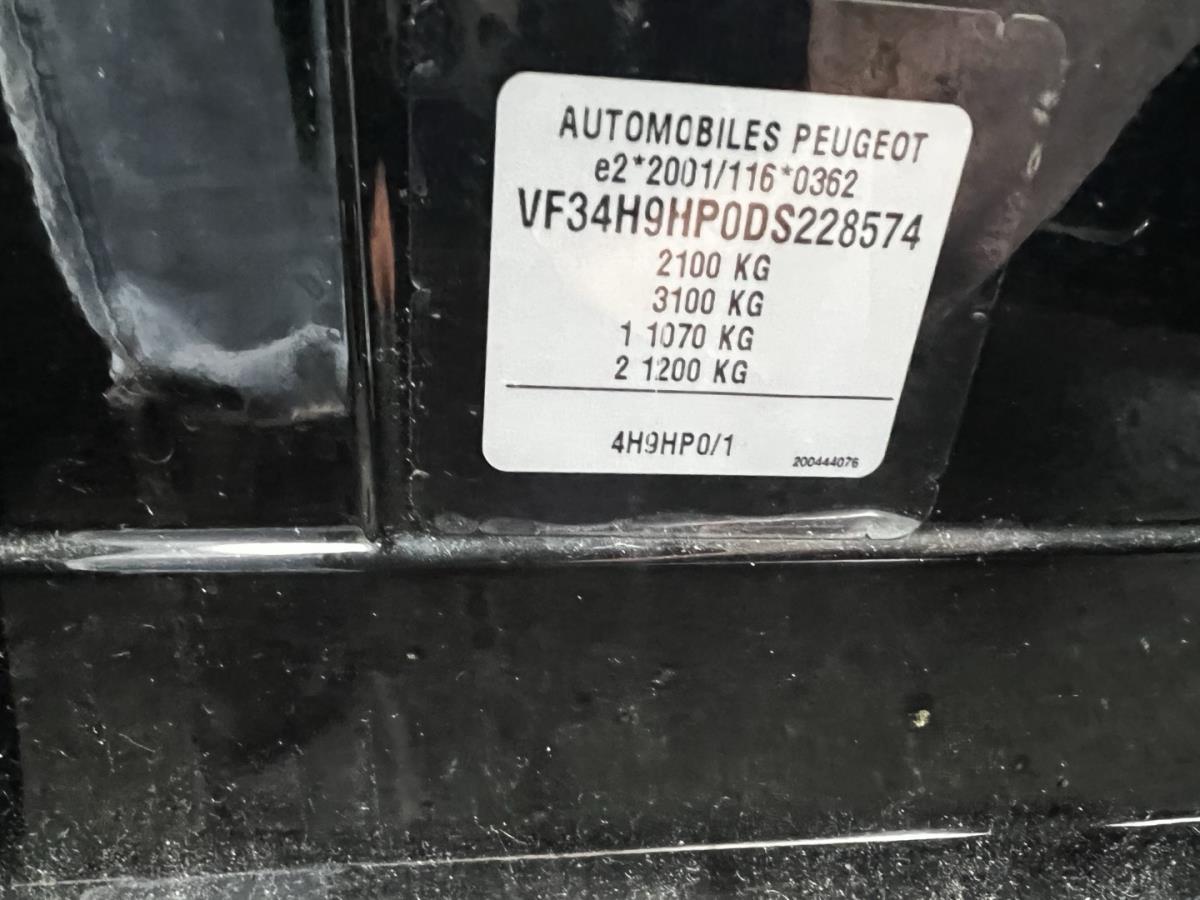 AUTOMOBILES PEUGEOT
e2*2001/116*0362
VF34H9HP0DS228574
2100 KG
3100 KG
1 1070 KG
2 1200 KG
4H9HP0/1
200444076